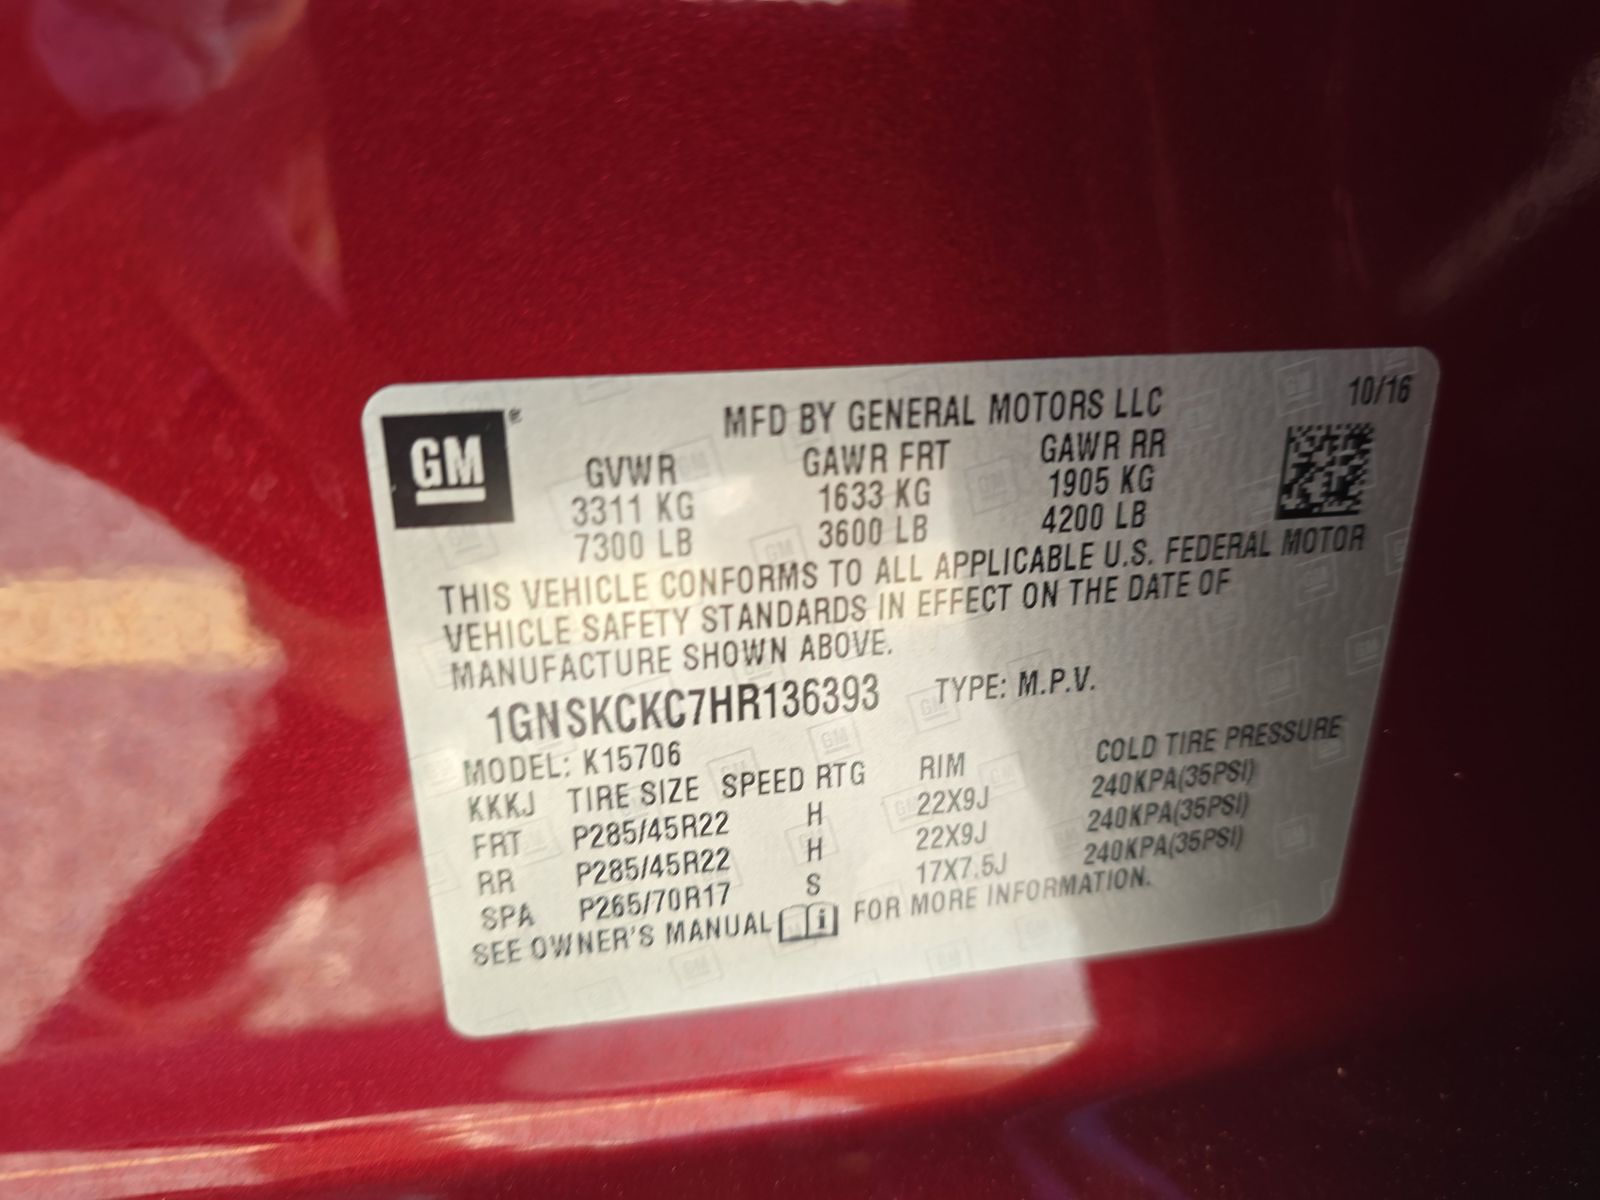 MFD BY GENERAL MOTORS LLC 10/16
GM®
GVWR GAWR FRT GAWR RR
3311 KG 1633 KG 1905 KG
7300 LB 3600 LB 4200 LB
THIS VEHICLE CONFORMS TO ALL APPLICABLE U.S. FEDERAL MOTOR
VEHICLE SAFETY STANDARDS IN EFFECT ON THE DATE OF
MANUFACTURE SHOWN ABOVE.
1GNSKCKC7HR136393 TYPE: M.P.V.
MODEL: K15706
KKKJ TIRE SIZE SPEED RTG RIM COLD TIRE PRESSURE
FRT P285/45R22 H 22X9J 240KPA(35PSI)
RR P285/45R22 H 22X9J 240KPA(35PSI)
SPA P265/70R17 S 17X7.5J 240KPA(35PSI)
SEE OWNER'S MANUAL FOR MORE INFORMATION.